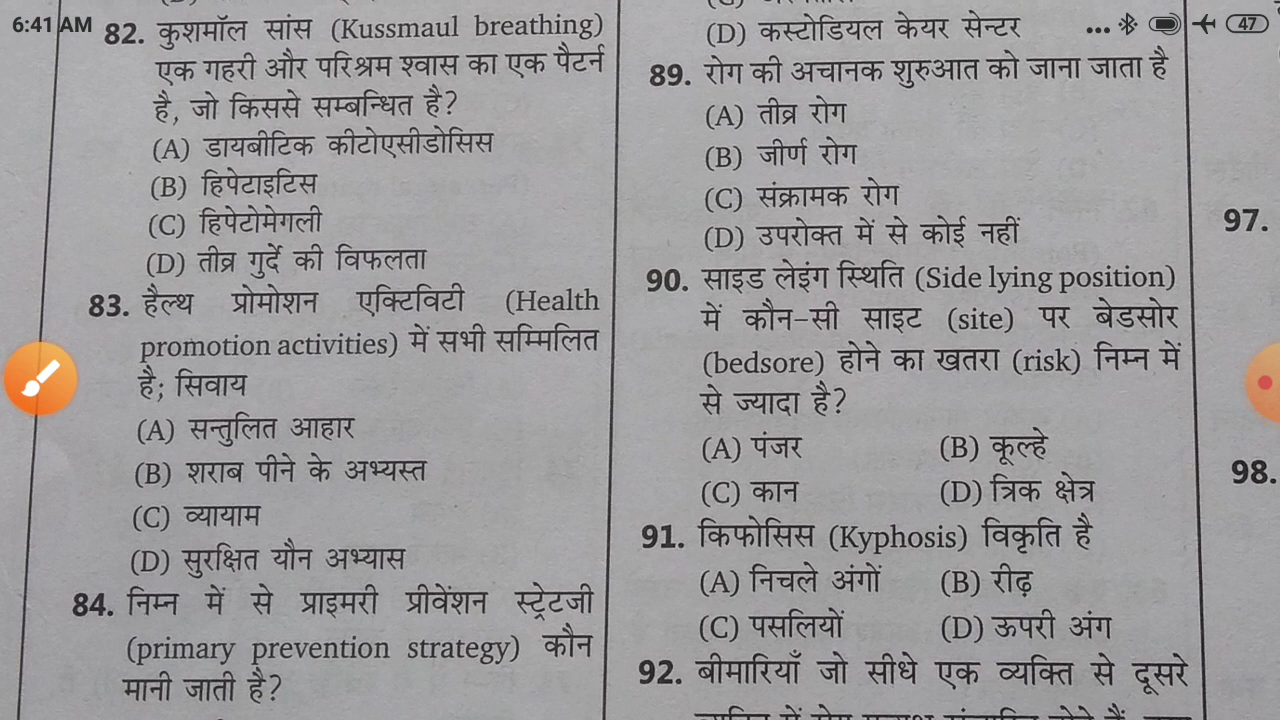 6:41 AM
47
82. कुशमॉल सांस (Kussmaul breathing)
एक गहरी और परिश्रम श्वास का एक पैटर्न
है, जो किससे सम्बन्धित है?
(A) डायबीटिक कीटोएसीडोसिस
(B) हिपेटाइटिस
(C) हिपेटोमेगली
(D) तीव्र गुर्दे की विफलता
83. हैल्थ प्रोमोशन एक्टिविटी (Health
promotion activities) में सभी सम्मिलित
है; सिवाय
(A) सन्तुलित आहार
(B) शराब पीने के अभ्यस्त
(C) व्यायाम
(D) सुरक्षित यौन अभ्यास
84. निम्न में से प्राइमरी प्रीवेंशन स्ट्रेटजी
(primary prevention strategy) कौन
मानी जाती है?
(D) कस्टोडियल केयर सेन्टर
89. रोग की अचानक शुरुआत को जाना जाता है
(A) तीव्र रोग
(B) जीर्ण रोग
(C) संक्रामक रोग
(D) उपरोक्त में से कोई नहीं
90. साइड लेइंग स्थिति (Side lying position)
में कौन-सी साइट (site) पर बेडसोर
(bedsore) होने का खतरा (risk) निम्न में
से ज्यादा है?
(A) पंजर (B) कूल्हे
(C) कान (D) त्रिक क्षेत्र
91. किफोसिस (Kyphosis) विकृति है
(A) निचले अंगों (B) रीढ़
(C) पसलियों (D) ऊपरी अंग
92. बीमारियाँ जो सीधे एक व्यक्ति से दूसरे
97.
98.